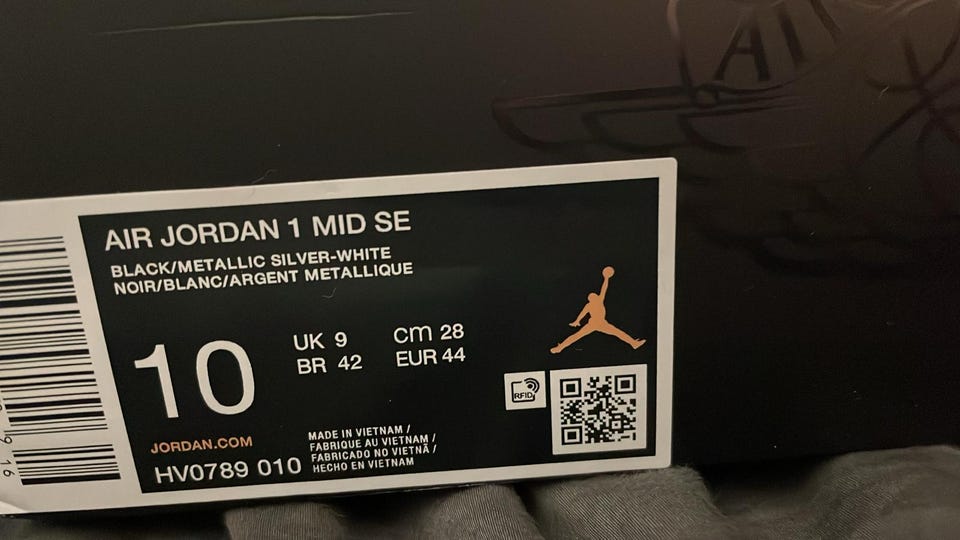 AIR JORDAN 1 MID SE
BLACK/METALLIC SILVER-WHITE
NOIR/BLANC/ARGENT METALLIQUE
10
UK 9
BR 42
CM 28
EUR 44
RFID
JORDAN.COM
HV0789 010
MADE IN VIETNAM /
FABRIQUE AU VIETNAM /
FABRICADO NO VIETNÃ /
HECHO EN VIETNAM